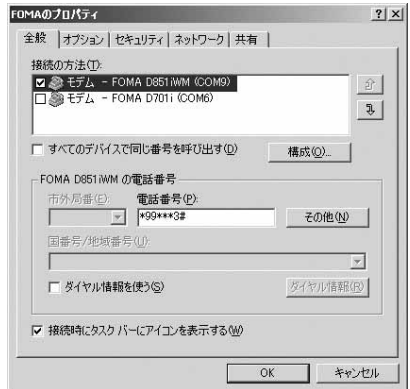 FOMAのプロパティ
全般 オプション セキュリティ ネットワーク 共有
接続の方法(T):
モデム - FOMA D851iWM (COM9)
モデム - FOMA D701i (COM6)
すべてのデバイスで同じ番号を呼び出す(D)
構成(O)...
FOMA D851iWM の電話番号
市外局番(E): 電話番号(P):
*99***3# その他(N)
国番号/地域番号(U):
ダイヤル情報を使う(S) ダイヤル情報(R)
接続時にタスク バーにアイコンを表示する(W)
OK キャンセル